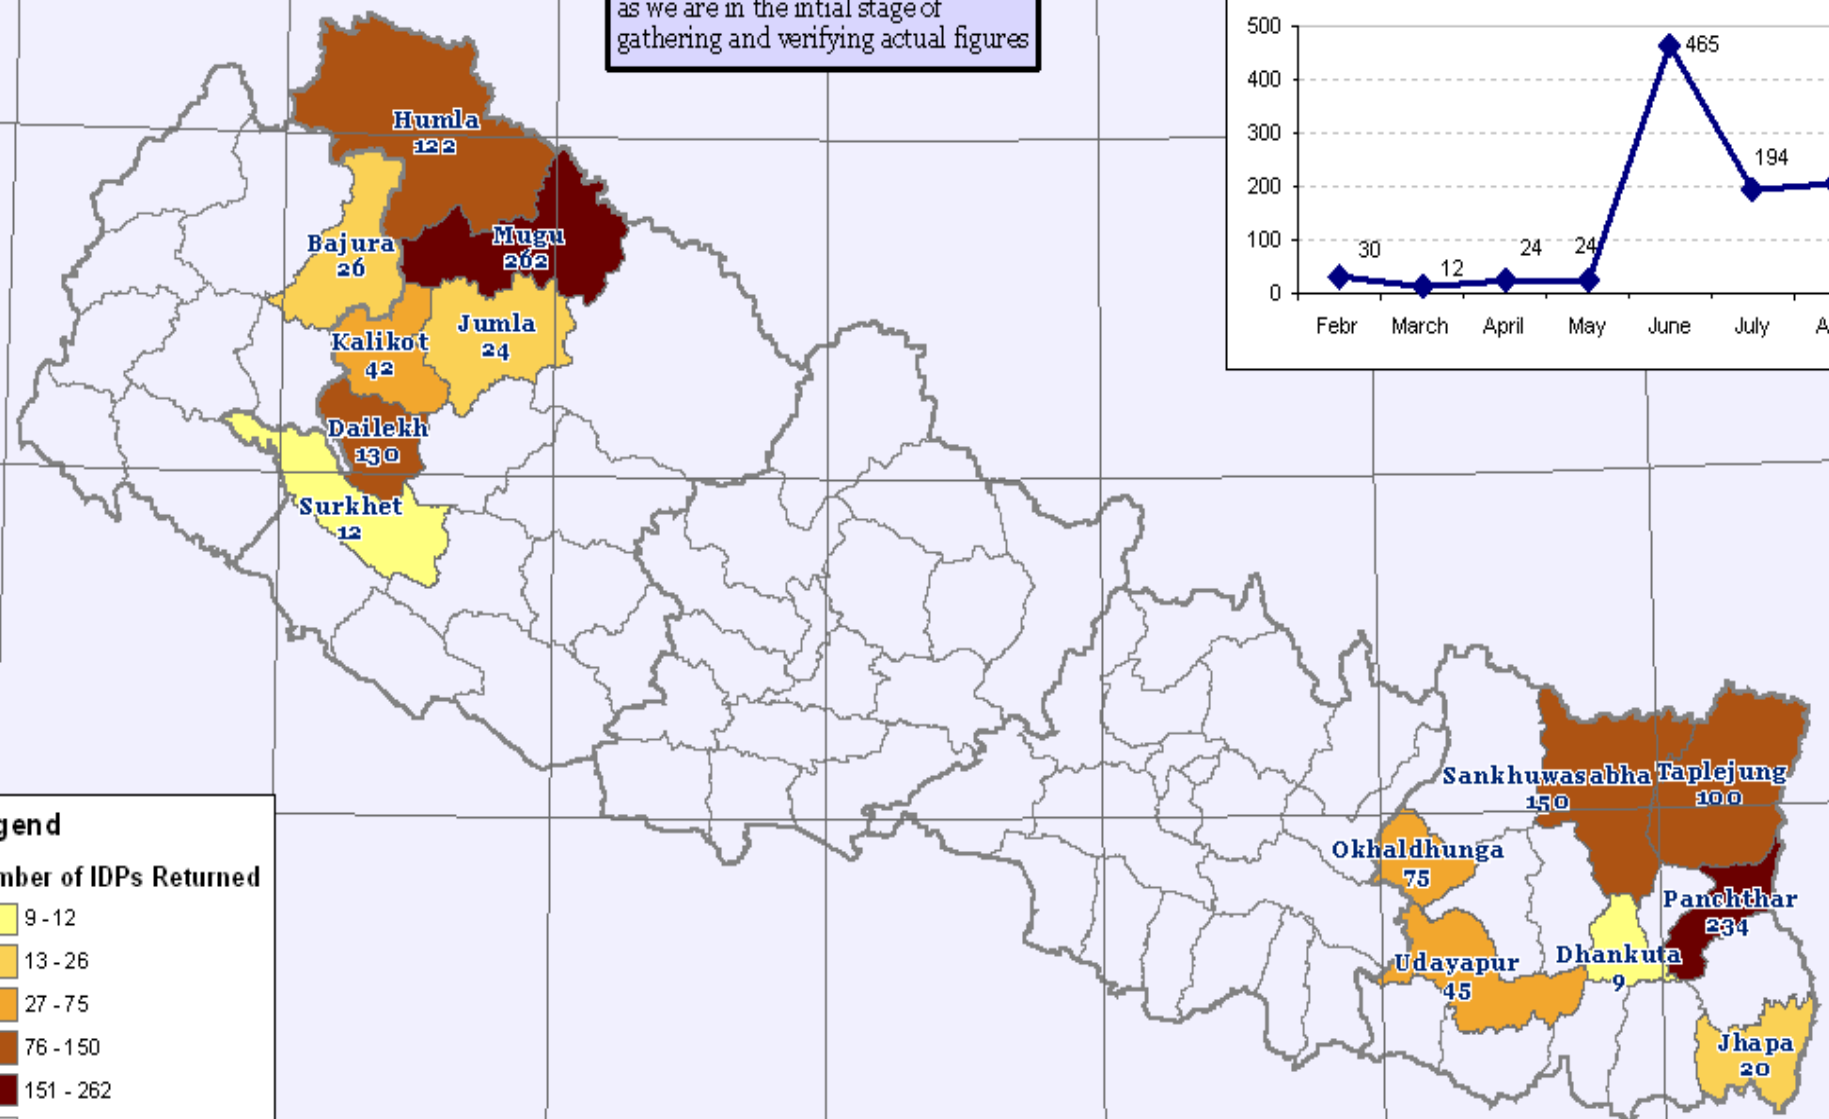 as we are in the intial stage of
gathering and verifying actual figures
500
400
300
200
100
0
30
12
24
24
465
194
Febr
March
April
May
June
July
A
Humla
122
Mugu
262
Bajura
26
Jumla
24
Kalikot
42
Dailekh
130
Surkhet
12
Sankhuwasabha
150
Taplejung
100
Okhaldhunga
75
Panchthar
234
Udayapur
45
Dhankuta
9
Jhapa
20
gend
mber of IDPs Returned
9 - 12
13 - 26
27 - 75
76 - 150
151 - 262